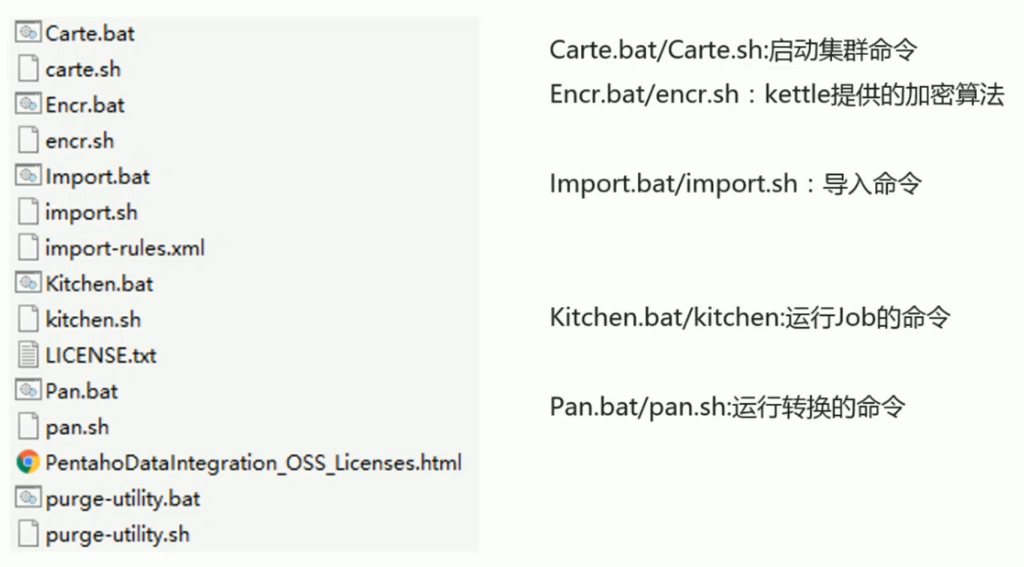 Carte.bat
carte.sh
Encr.bat
encr.sh
Import.bat
import.sh
import-rules.xml
Kitchen.bat
kitchen.sh
LICENSE.txt
Pan.bat
pan.sh
PentahoDataIntegration_OSS_Licenses.html
purge-utility.bat
purge-utility.sh
Carte.bat/Carte.sh:启动集群命令
Encr.bat/encr.sh：kettle提供的加密算法
Import.bat/import.sh：导入命令
Kitchen.bat/kitchen:运行Job的命令
Pan.bat/pan.sh:运行转换的命令